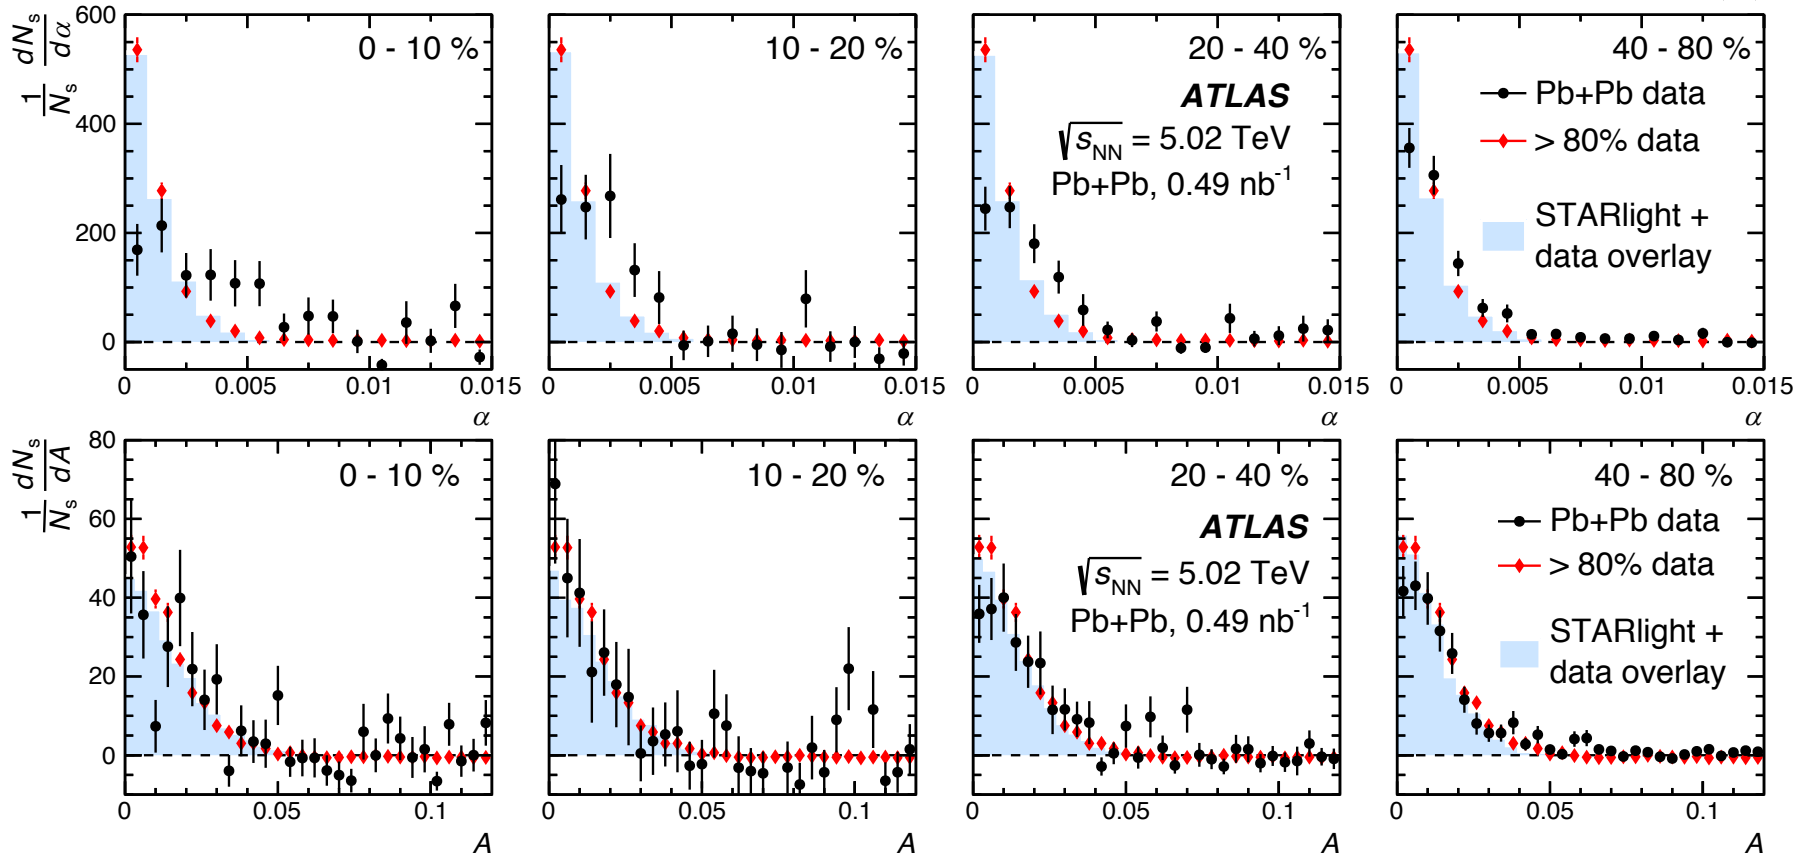 1/N_s dN_s/dα
600
400
200
0
0 - 10 %
10 - 20 %
20 - 40 %
ATLAS
√s_NN = 5.02 TeV
Pb+Pb, 0.49 nb⁻¹
40 - 80 %
Pb+Pb data
> 80% data
STARlight +
data overlay
0 0.005 0.01 0.015
0 0.005 0.01
0 0.005 0.01
0 0.005 0.01 0.015
α α α
1/N_s dN_s/dA
80
60
40
20
0
0 - 10 %
10 - 20 %
20 - 40 %
ATLAS
√s_NN = 5.02 TeV
Pb+Pb, 0.49 nb⁻¹
40 - 80 %
Pb+Pb data
> 80% data
STARlight +
data overlay
0 0.05 0.1
0 0.05 0.1
0 0.05 0.1
0 0.05 0.1
A A A A